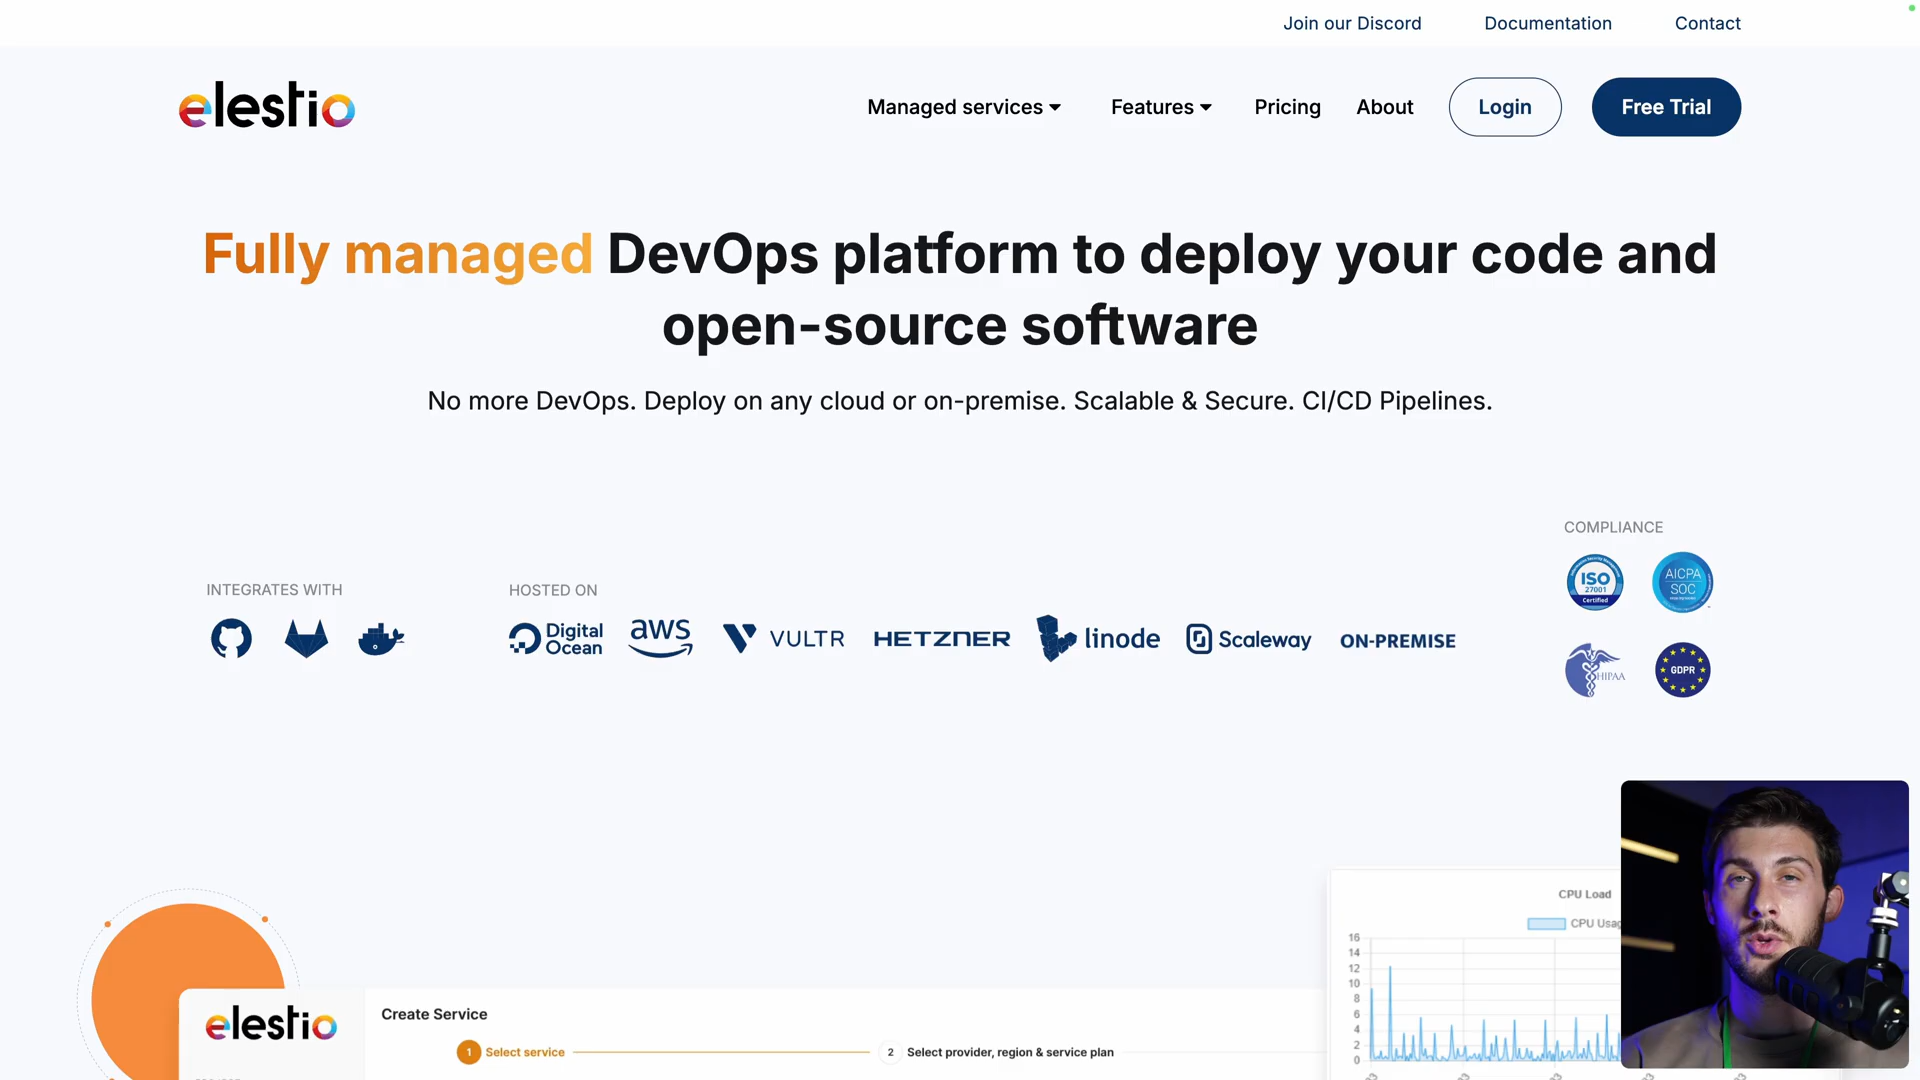 Join our Discord Documentation Contact
elestio
Managed services Features Pricing About Login Free Trial
Fully managed DevOps platform to deploy your code and
open-source software
No more DevOps. Deploy on any cloud or on-premise. Scalable & Secure. CI/CD Pipelines.
COMPLIANCE
ISO
27001
Certified
AICPA
SOC
HIPAA
GDPR
INTEGRATES WITH
HOSTED ON
Digital
Ocean
aws
VULTR
HETZNER
linode
Scaleway
ON-PREMISE
CPU Load
CPU Usag
16
14
12
10
8
6
4
2
0
elestio
Create Service
1 Select service
2 Select provider, region & service plan